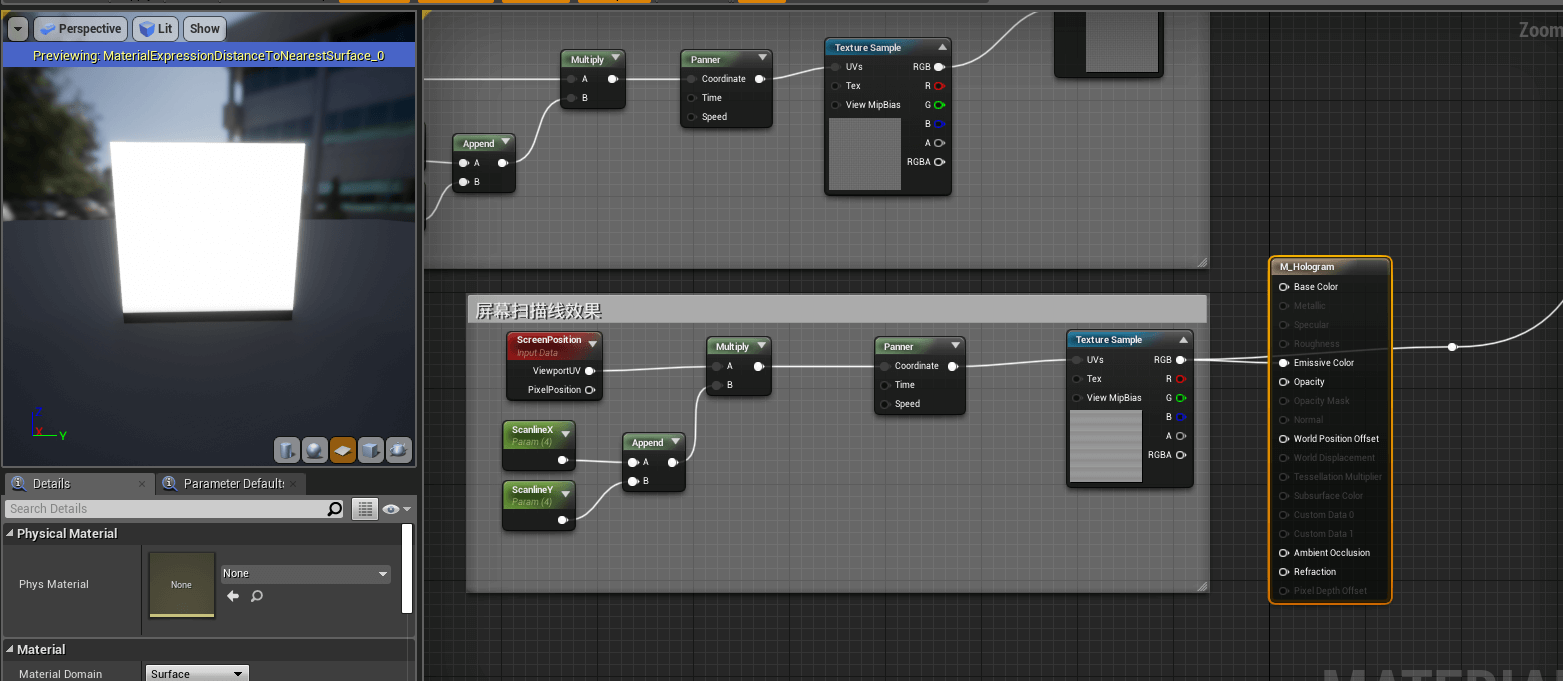 Perspective
Lit
Show
Previewing: MaterialExpressionDistanceToNearestSurface_0
Z
X
Y
Details
Parameter Defaults
Search Details
Physical Material
Phys Material
None
None
Material
Material Domain
Surface
Multiply
A
B
Append
A
B
Panner
Coordinate
Time
Speed
Texture Sample
UVs
RGB
Tex
R
View MipBias
G
B
A
RGBA
Zoom
屏幕扫描线效果
ScreenPosition
Input Data
ViewportUV
PixelPosition
ScanlineX
Param (4)
ScanlineY
Param (4)
Append
A
B
Multiply
A
B
Panner
Coordinate
Time
Speed
Texture Sample
UVs
RGB
Tex
R
View MipBias
G
B
A
RGBA
M_Hologram
Base Color
Metallic
Specular
Roughness
Emissive Color
Opacity
Opacity Mask
Normal
World Position Offset
World Displacement
Tessellation Multiplier
Subsurface Color
Custom Data 0
Custom Data 1
Ambient Occlusion
Refraction
Pixel Depth Offset
MATERIAL